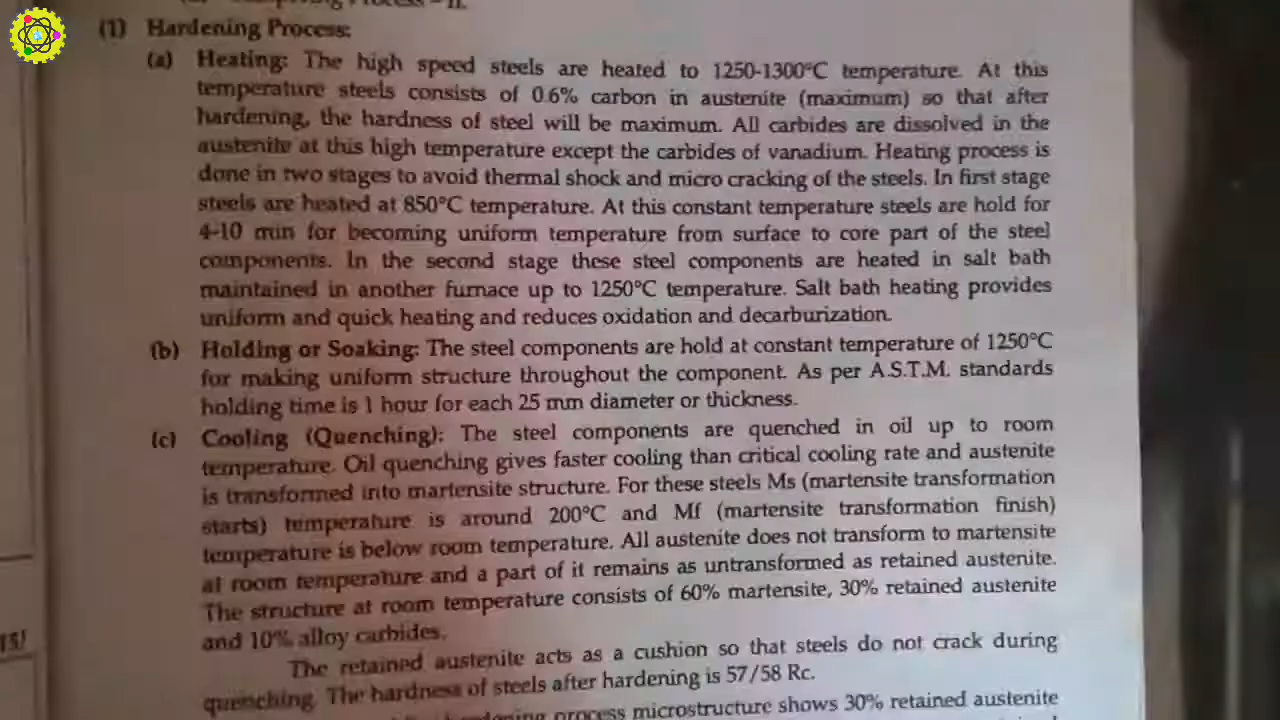 Process - II.
(1) Hardening Process:
(a) Heating: The high speed steels are heated to 1250-1300°C temperature. At this
temperature steels consists of 0.6% carbon in austenite (maximum) so that after
hardening, the hardness of steel will be maximum. All carbides are dissolved in the
austenite at this high temperature except the carbides of vanadium. Heating process is
done in two stages to avoid thermal shock and micro cracking of the steels. In first stage
steels are heated at 850°C temperature. At this constant temperature steels are hold for
4-10 min for becoming uniform temperature from surface to core part of the steel
components. In the second stage these steel components are heated in salt bath
maintained in another furnace up to 1250°C temperature. Salt bath heating provides
uniform and quick heating and reduces oxidation and decarburization.
(b) Holding or Soaking: The steel components are hold at constant temperature of 1250°C
for making uniform structure throughout the component. As per A.S.T.M. standards
holding time is 1 hour for each 25 mm diameter or thickness.
(c) Cooling (Quenching): The steel components are quenched in oil up to room
temperature. Oil quenching gives faster cooling than critical cooling rate and austenite
is transformed into martensite structure. For these steels Ms (martensite transformation
starts) temperature is around 200°C and Mf (martensite transformation finish)
temperature is below room temperature. All austenite does not transform to martensite
at room temperature and a part of it remains as untransformed as retained austenite.
The structure at room temperature consists of 60% martensite, 30% retained austenite
and 10% alloy carbides.
The retained austenite acts as a cushion so that steels do not crack during
quenching. The hardness of steels after hardening is 57/58 Rc.
process microstructure shows 30% retained austenite